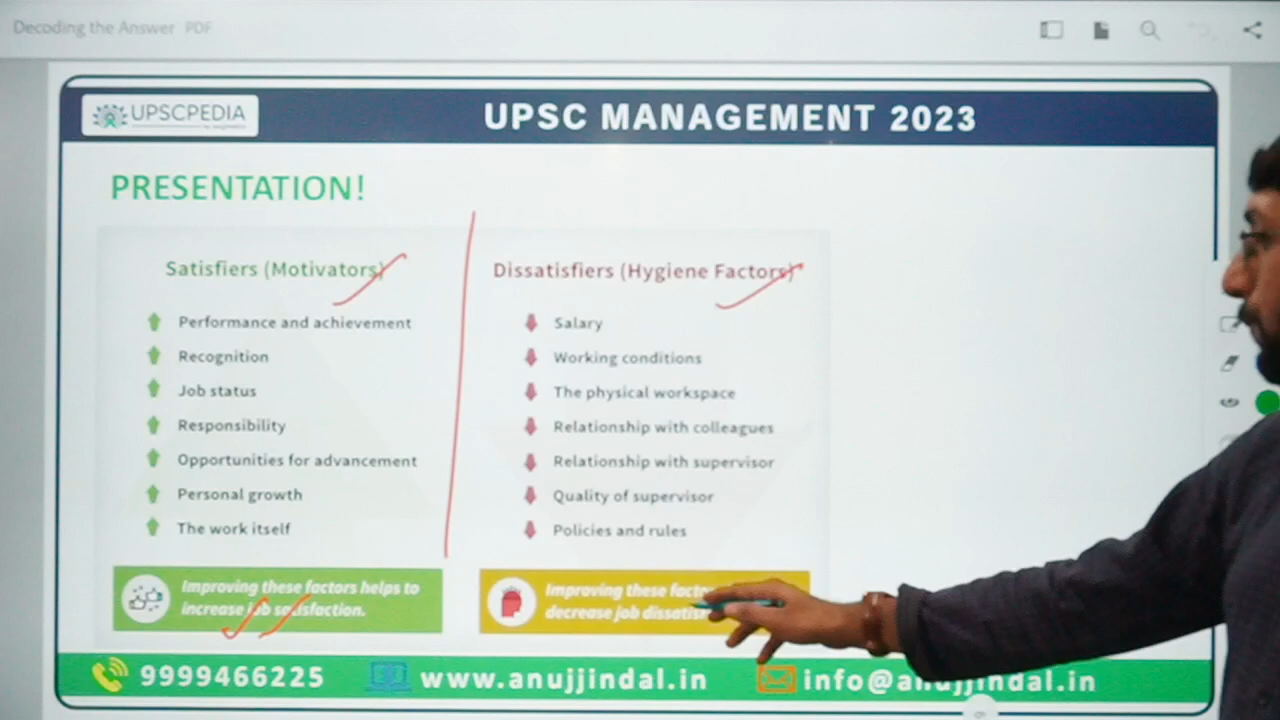 Decoding the Answer PDF
UPSCPEDIA
UPSC MANAGEMENT 2023
PRESENTATION!
Satisfiers (Motivators)
Performance and achievement
Recognition
Job status
Responsibility
Opportunities for advancement
Personal growth
The work itself
Improving these factors helps to
increase job satisfaction.
Dissatisfiers (Hygiene Factors)
Salary
Working conditions
The physical workspace
Relationship with colleagues
Relationship with supervisor
Quality of supervisor
Policies and rules
Improving these
decrease job
9999466225
www.anujjindal.in
info@anujjindal.in